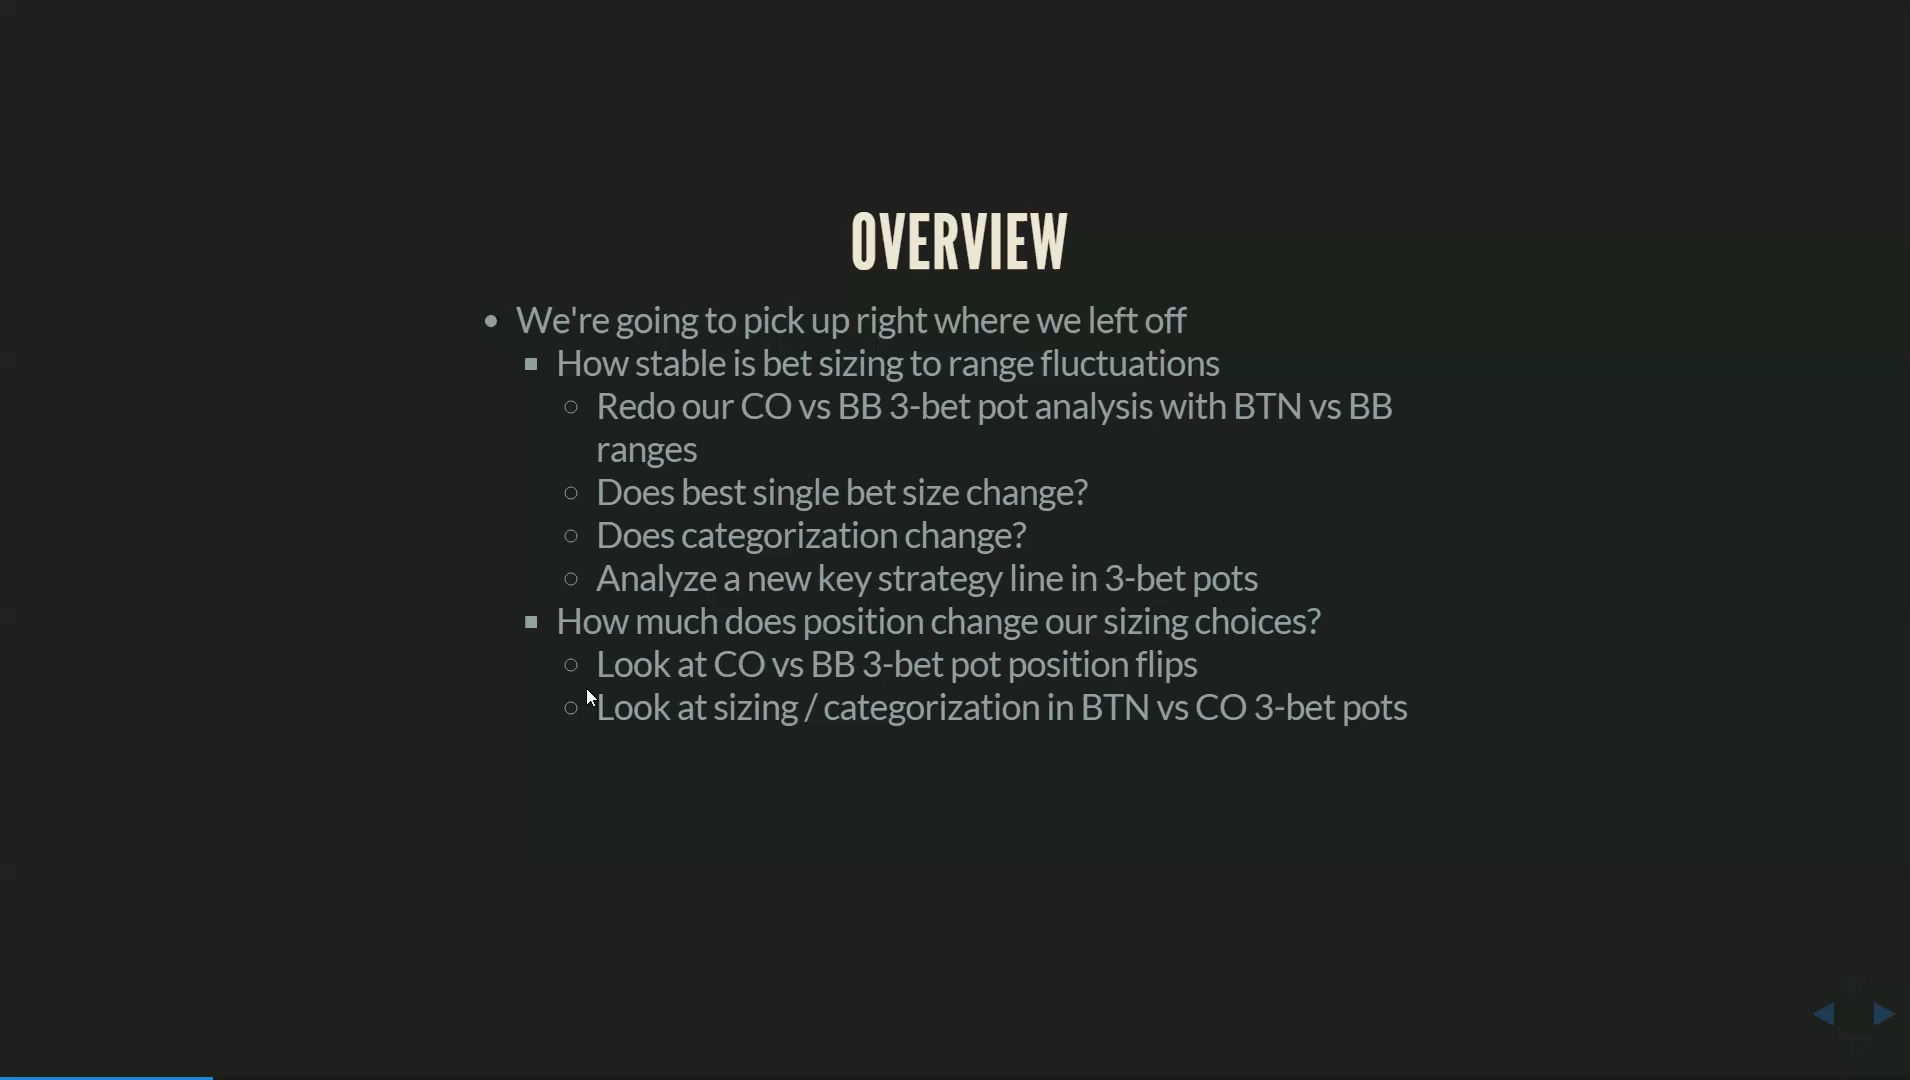 OVERVIEW
We're going to pick up right where we left off
How stable is bet sizing to range fluctuations
Redo our CO vs BB 3-bet pot analysis with BTN vs BB
ranges
Does best single bet size change?
Does categorization change?
Analyze a new key strategy line in 3-bet pots
How much does position change our sizing choices?
Look at CO vs BB 3-bet pot position flips
Look at sizing / categorization in BTN vs CO 3-bet pots